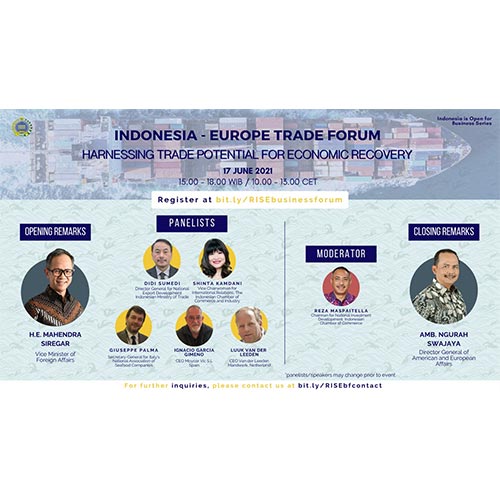 Indonesia is Open for
Business Series
INDONESIA - EUROPE TRADE FORUM
HARNESSING TRADE POTENTIAL FOR ECONOMIC RECOVERY
17 JUNE 2021
15.00 - 18.00 WIB / 10.00 - 13.00 CET
Register at bit.ly/RISEbusinessforum
OPENING REMARKS
H.E. MAHENDRA
SIREGAR
Vice Minister of
Foreign Affairs
PANELISTS
DIDI SUMEDI
Director General for National
Export Development
Indonesian Ministry of Trade
SHINTA KAMDANI
Vice Chairwoman for
International Relations, The
Indonesian Chamber of
Commerce and Industry
GIUSEPPE PALMA
Secretary-General for Italy's
National Association of
Seafood Companies
IGNACIO GARCIA
GIMENO
CEO Moycor Vic S.L.
Spain
LUUK VAN DER
LEEDEN
CEO Van der Leeden
Handwork, Netherland
MODERATOR
REZA MASPAITELLA
Chairman for National Investment
Development, Indonesian
Chamber of Commerce
CLOSING REMARKS
AMB. NGURAH
SWAJAYA
Director General of
American and European
Affairs
*panelists/speakers may change prior to event
For further inquiries, please contact us at bit.ly/RISEbfcontact